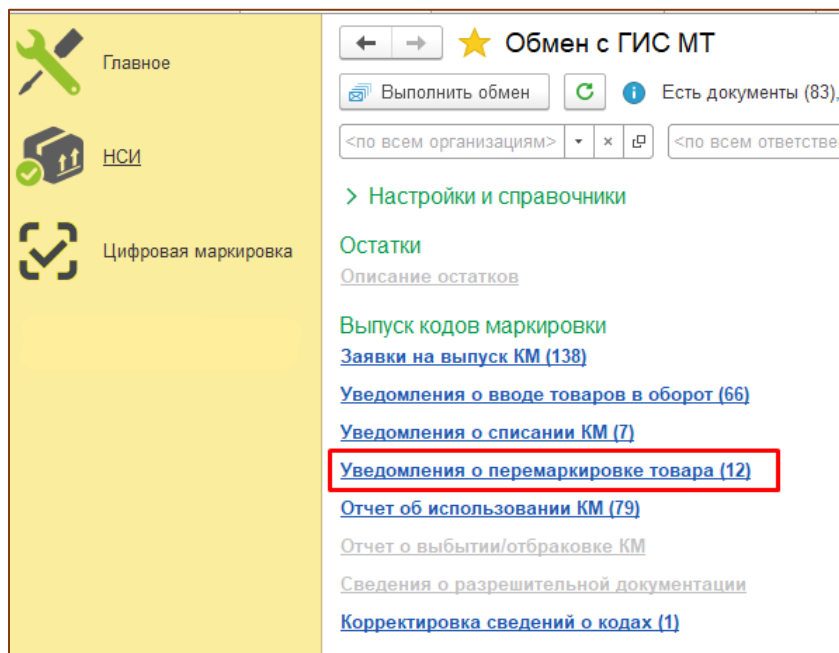 Главное
НСИ
Цифровая маркировка
Обмен с ГИС МТ
Выполнить обмен
Есть документы (83),
<по всем организациям>
<по всем
Настройки и справочники
Остатки
Описание остатков
Выпуск кодов маркировки
Заявки на выпуск КМ (138)
Уведомления о вводе товаров в оборот (66)
Уведомления о списании КМ (7)
Уведомления о перемаркировке товара (12)
Отчет об использовании КМ (79)
Отчет о выбытии/отбраковке КМ
Сведения о разрешительной документации
Корректировка сведений о кодах (1)